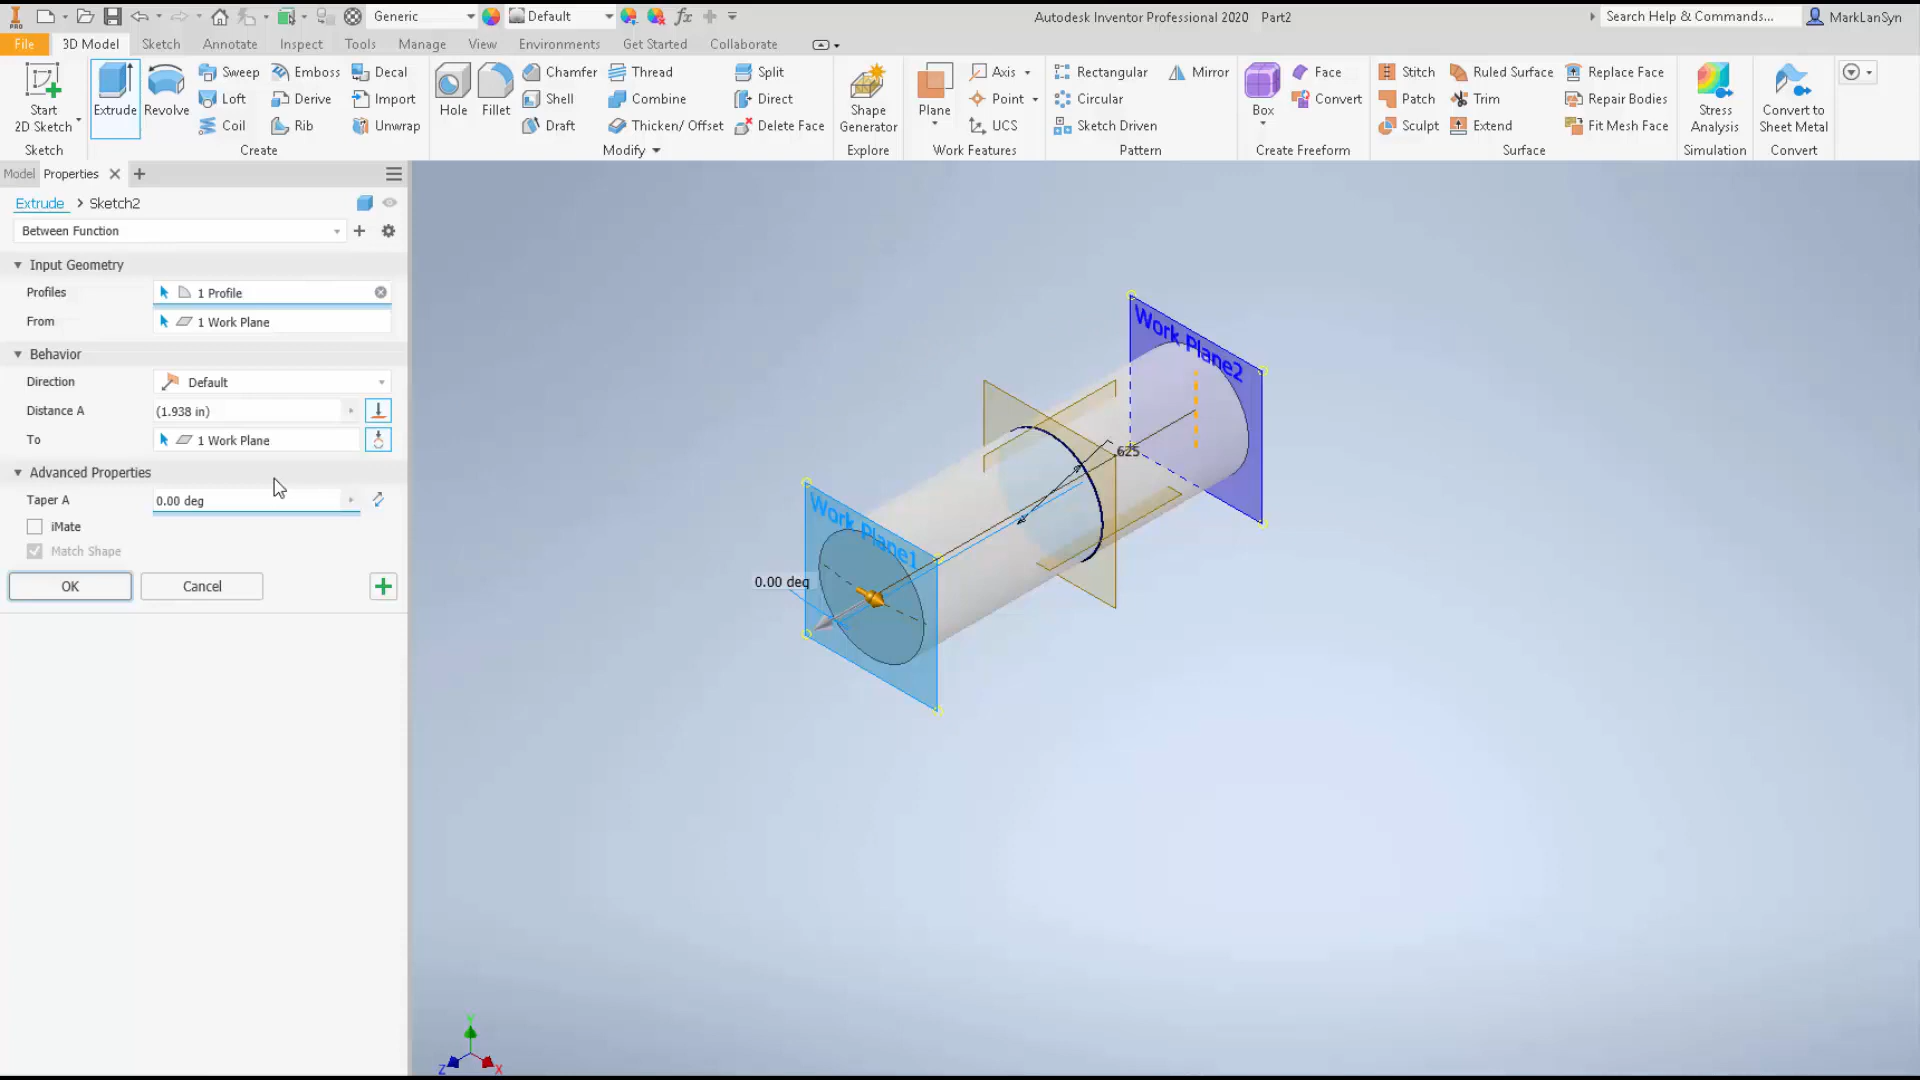 PRO Generic Default fx Autodesk Inventor Professional 2020 Part2 Search Help & Commands... MarkLanSyn
File 3D Model Sketch Annotate Inspect Tools Manage View Environments Get Started Collaborate
Start 2D Sketch
Extrude
Revolve
Sweep
Loft
Coil
Emboss
Derive
Rib
Decal
Import
Unwrap
Hole
Fillet
Chamfer
Shell
Draft
Thread
Combine
Thicken/ Offset
Split
Direct
Delete Face
Shape Generator
Plane
Axis
Point
UCS
Rectangular
Circular
Sketch Driven
Mirror
Box
Face
Convert
Stitch
Patch
Sculpt
Ruled Surface
Trim
Extend
Replace Face
Repair Bodies
Fit Mesh Face
Stress Analysis
Convert to Sheet Metal
Sketch Create Modify Explore Work Features Pattern Create Freeform Surface Simulation Convert
Model Properties
Extrude > Sketch2
Between Function
Input Geometry
Profiles 1 Profile
From 1 Work Plane
Behavior
Direction Default
Distance A (1.938 in)
To 1 Work Plane
Advanced Properties
Taper A 0.00 deg
iMate
Match Shape
OK Cancel
Work Plane2
.625
Work Plane1
0.00 deg
Y
Z X